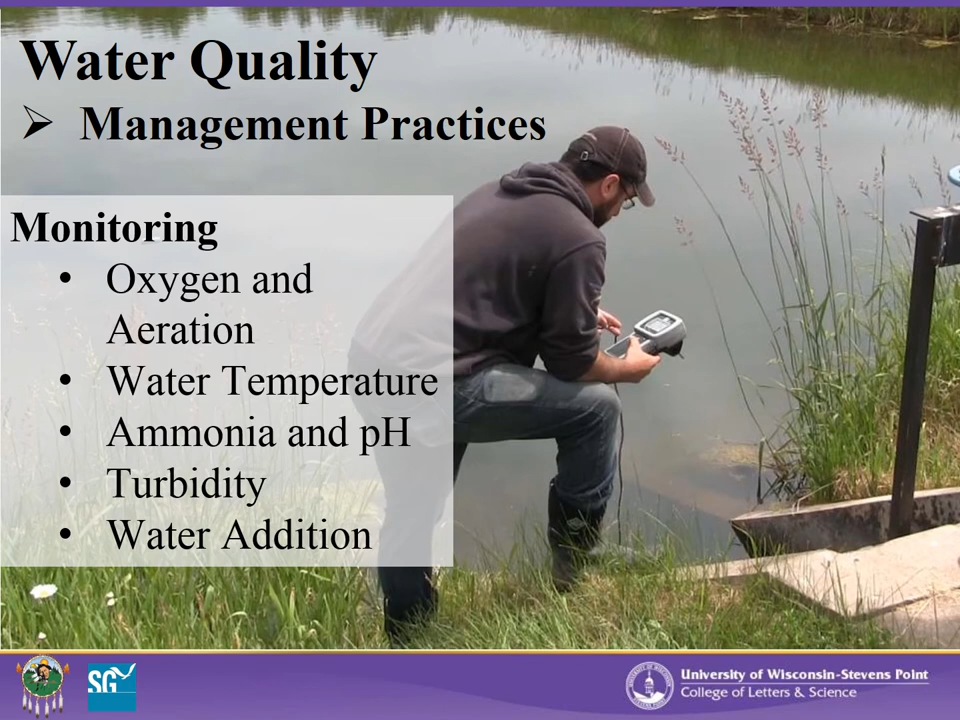 Water Quality
➢ Management Practices
Monitoring
• Oxygen and
Aeration
• Water Temperature
• Ammonia and pH
• Turbidity
• Water Addition
SG
University of Wisconsin-Stevens Point
College of Letters & Science